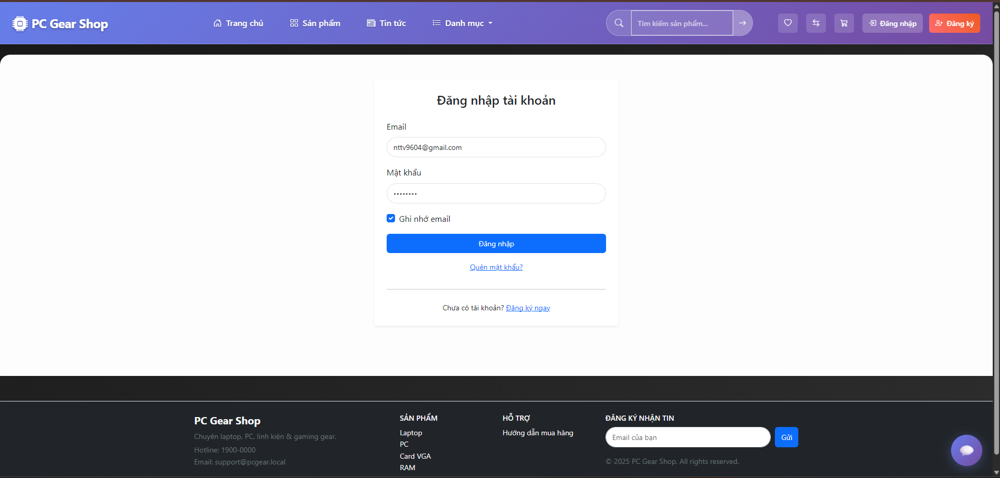 PC Gear Shop
Trang chủ
Sản phẩm
Tin tức
Danh mục
Tìm kiếm sản phẩm...
Đăng nhập
Đăng ký
Đăng nhập tài khoản
Email
nttv9604@gmail.com
Mật khẩu
••••••••
Ghi nhớ email
Đăng nhập
Quên mật khẩu?
Chưa có tài khoản? Đăng ký ngay
PC Gear Shop
Chuyên laptop, PC, linh kiện & gaming gear.
Hotline: 1900-0000
Email: support@pcgear.local
SẢN PHẨM
Laptop
PC
Card VGA
RAM
HỖ TRỢ
Hướng dẫn mua hàng
ĐĂNG KÝ NHẬN TIN
Email của bạn
Gửi
© 2025 PC Gear Shop. All rights reserved.